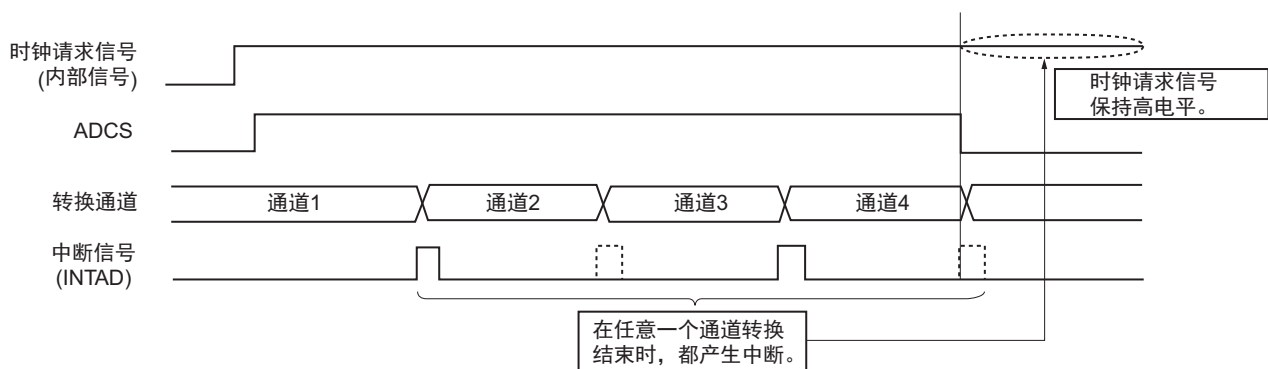 时钟请求信号
(内部信号)
时钟请求信号
保持高电平。
ADCS
转换通道
通道1
通道2
通道3
通道4
中断信号
(INTAD)
在任意一个通道转换
结束时，都产生中断。